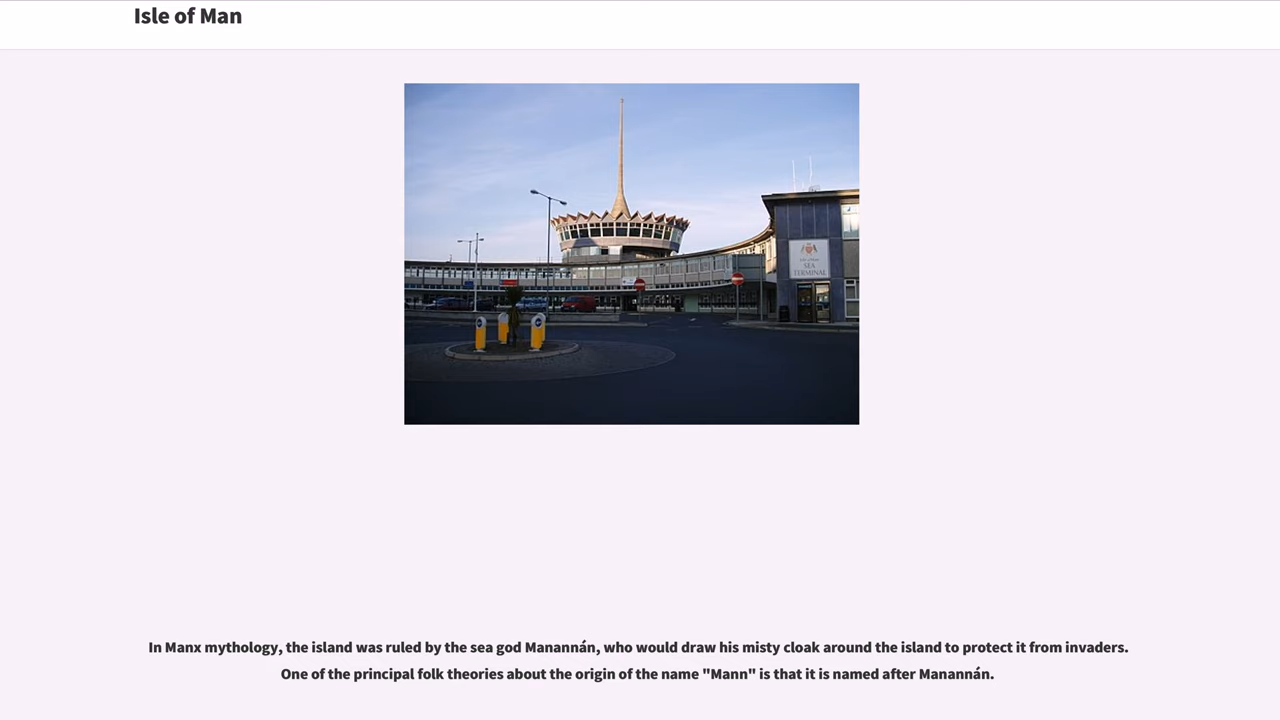 Isle of Man
SEA
TERMINAL
In Manx mythology, the island was ruled by the sea god Manannán, who would draw his misty cloak around the island to protect it from invaders.
One of the principal folk theories about the origin of the name "Mann" is that it is named after Manannán.